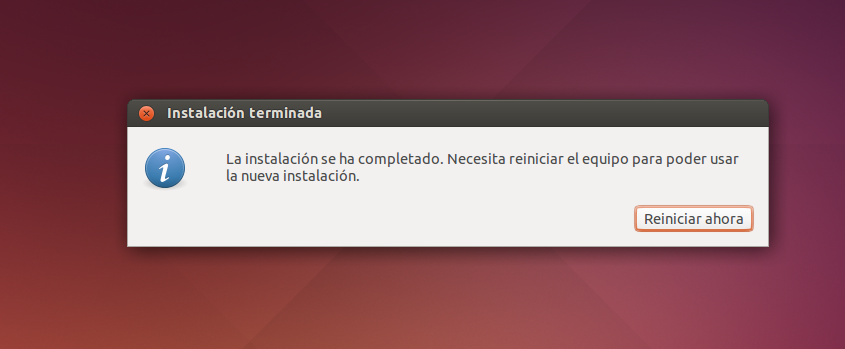 Instalación terminada
La instalación se ha completado. Necesita reiniciar el equipo para poder usar
la nueva instalación.
Reiniciar ahora